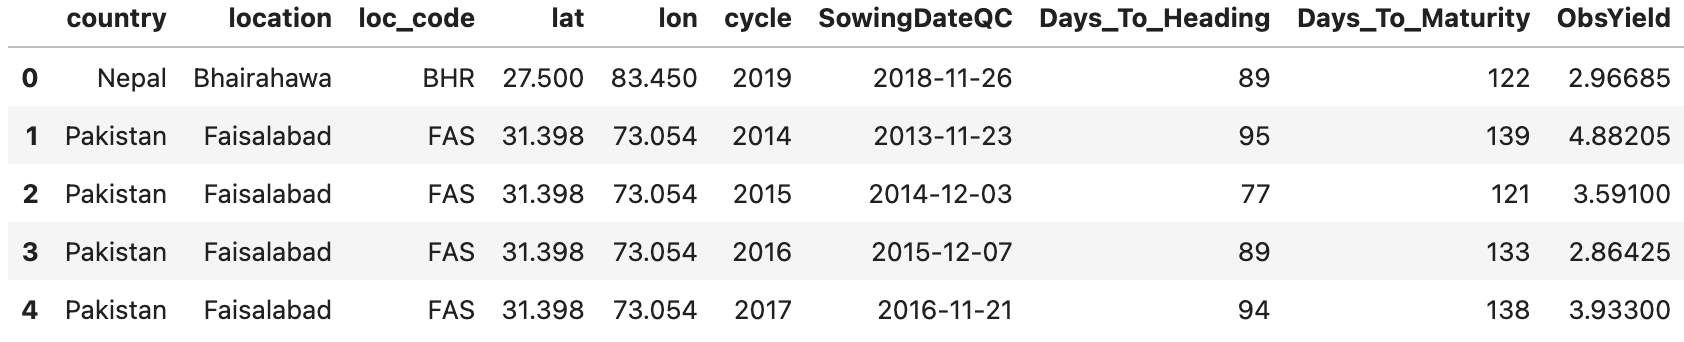 country location loc_code lat lon cycle SowingDateQC Days_To_Heading Days_To_Maturity ObsYield
0 Nepal Bhairahawa BHR 27.500 83.450 2019 2018-11-26 89 122 2.96685
1 Pakistan Faisalabad FAS 31.398 73.054 2014 2013-11-23 95 139 4.88205
2 Pakistan Faisalabad FAS 31.398 73.054 2015 2014-12-03 77 121 3.59100
3 Pakistan Faisalabad FAS 31.398 73.054 2016 2015-12-07 89 133 2.86425
4 Pakistan Faisalabad FAS 31.398 73.054 2017 2016-11-21 94 138 3.93300